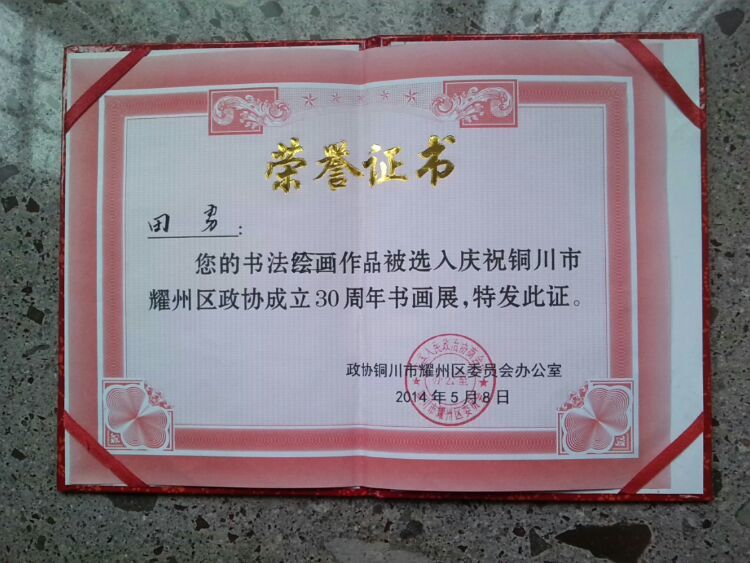 荣誉证书
田 勇：
您的书法绘画作品被选入庆祝铜川市
耀州区政协成立30周年书画展，特发此证。
政协铜川市耀州区委员会办公室
2014年5月8日
办公室